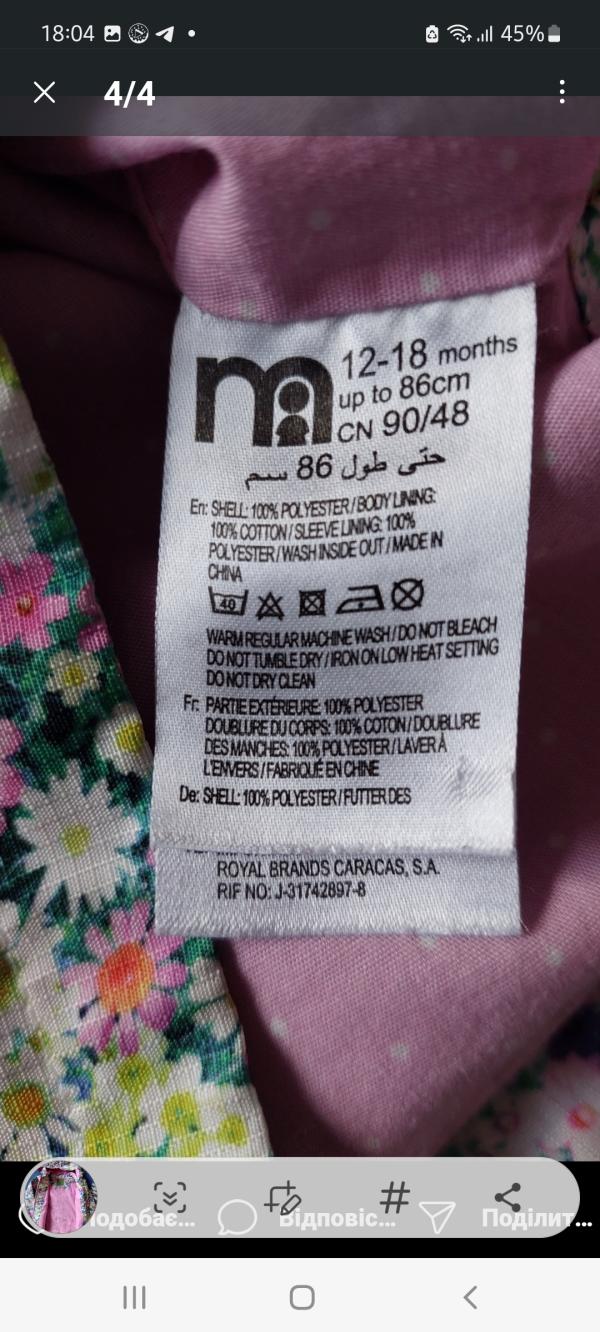 18:04
45%
4/4
12-18 months
up to 86cm
CN 90/48
حتى طول 86 سم
En: SHELL: 100% POLYESTER / BODY LINING:
100% COTTON / SLEEVE LINING: 100%
POLYESTER / WASH INSIDE OUT / MADE IN
CHINA
40
WARM REGULAR MACHINE WASH / DO NOT BLEACH
DO NOT TUMBLE DRY / IRON ON LOW HEAT SETTING
DO NOT DRY CLEAN
Fr: PARTIE EXTÉRIEURE: 100% POLYESTER
DOUBLURE DU CORPS: 100% COTON / DOUBLURE
DES MANCHES: 100% POLYESTER / LAVER À
L'ENVERS / FABRIQUÉ EN CHINE
De: SHELL: 100% POLYESTER / FUTTER DES
ROYAL BRANDS CARACAS, S.A.
RIF NO: J-31742897-8
одобає... Відповіс... Поділит...